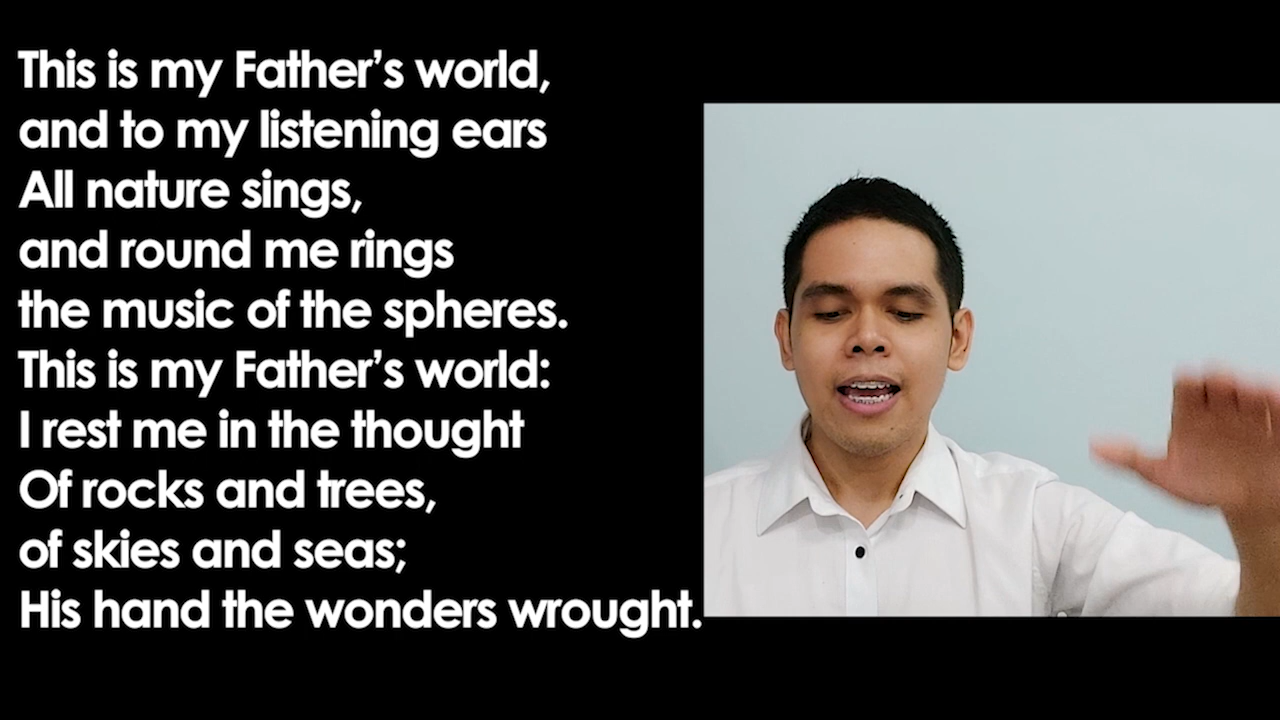 This is my Father’s world,
and to my listening ears
All nature sings,
and round me rings
the music of the spheres.
This is my Father’s world:
I rest me in the thought
Of rocks and trees,
of skies and seas;
His hand the wonders wrought.